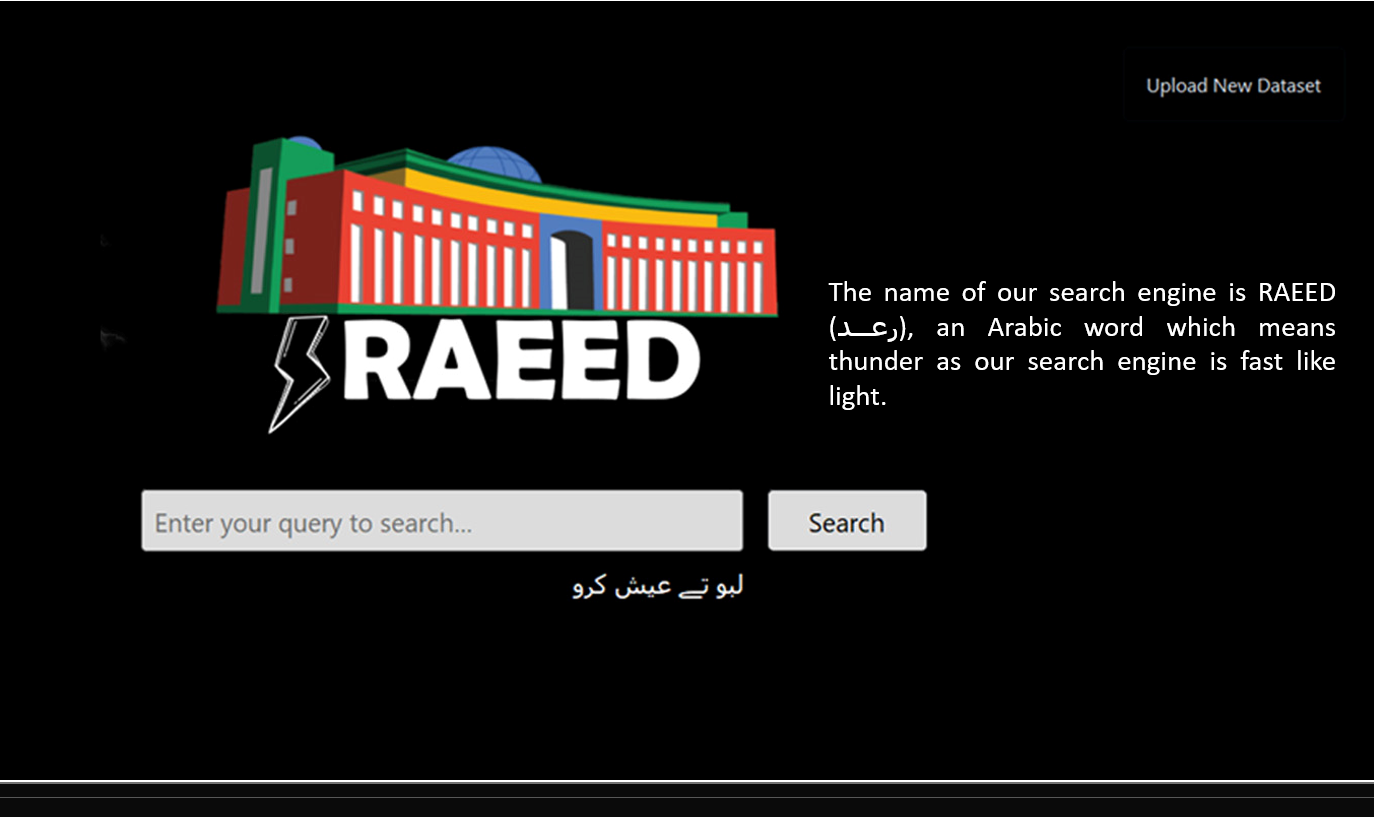 Upload New Dataset
RAEED
The name of our search engine is RAEED
(رعـــد), an Arabic word which means
thunder as our search engine is fast like
light.
Enter your query to search...
Search
لبو تے عیش کرو